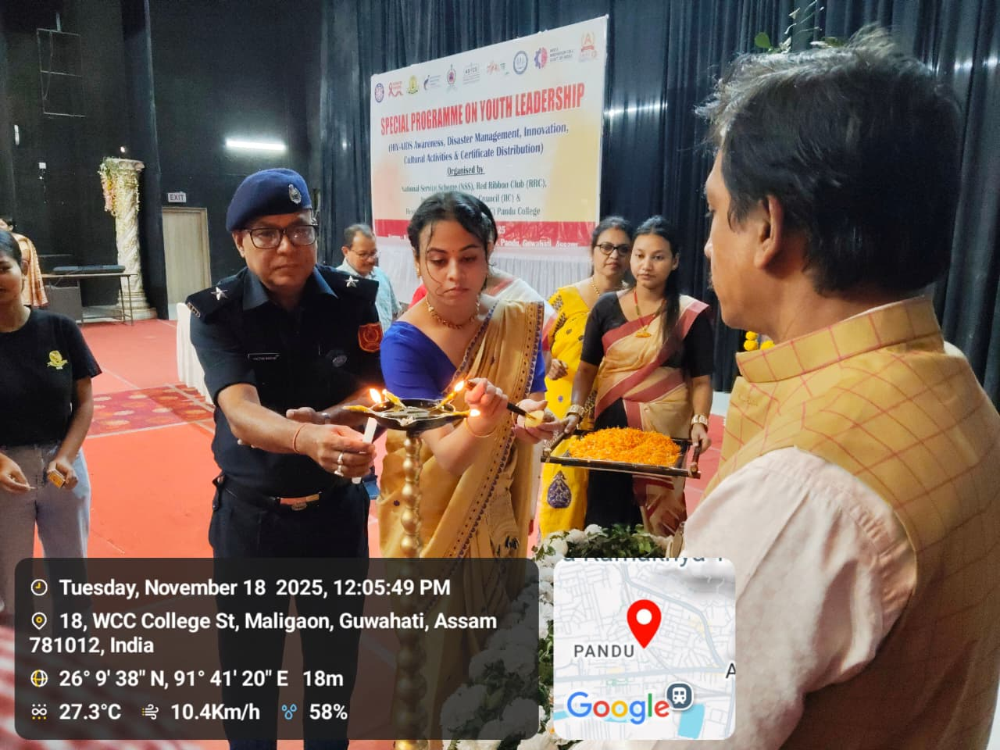 SPECIAL PROGRAMME ON YOUTH LEADERSHIP
(HIV-AIDS Awareness, Disaster Management, Innovation,
Cultural Activities & Certificate Distribution)
Organised by
National Service Scheme (NSS), Red Ribbon Club (RRC),
Council (IIC) &
Pandu College
Pandu, Guwahati, Assam
EXIT
Tuesday, November 18 2025, 12:05:49 PM
18, WCC College St, Maligaon, Guwahati, Assam
781012, India
26° 9' 38" N, 91° 41' 20" E 18m
27.3°C 10.4Km/h 58%
PANDU
Google